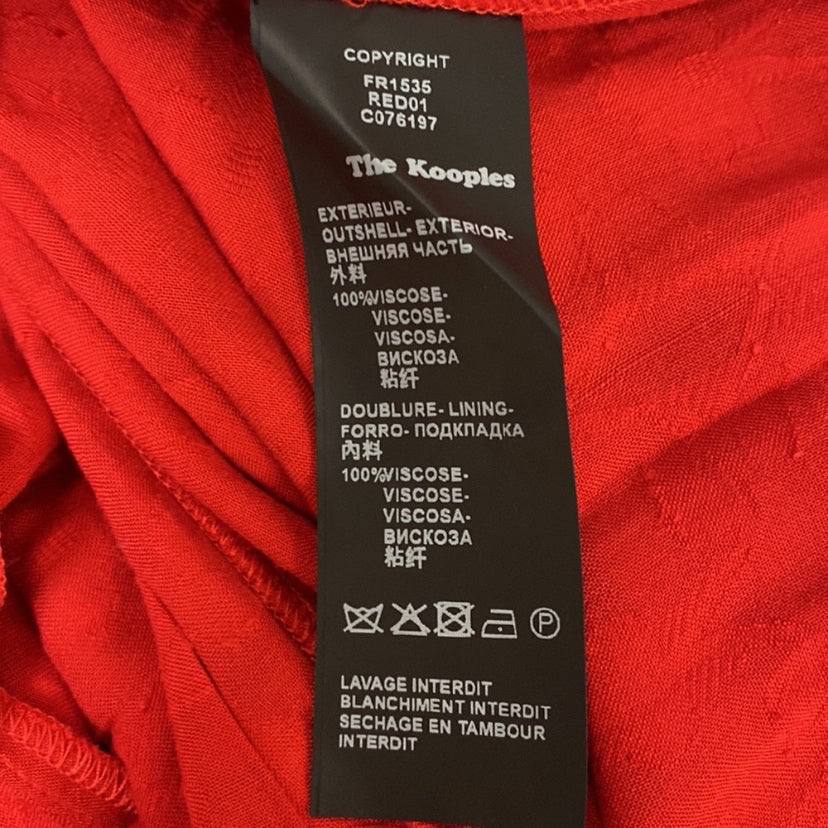 COPYRIGHT
FR1535
RED01
C076197
The Kooples
EXTERIEUR-
OUTSHELL- EXTERIOR-
ВНЕШНЯЯ ЧАСТЬ
外料
100%VISCOSE-
VISCOSE-
VISCOSA-
ВИСКОЗА
粘纤
DOUBLURE- LINING-
FORRO- ПОДКПАДКА
内料
100%VISCOSE-
VISCOSE-
VISCOSA-
ВИСКОЗА
粘纤
P
LAVAGE INTERDIT
BLANCHIMENT INTERDIT
SECHAGE EN TAMBOUR
INTERDIT